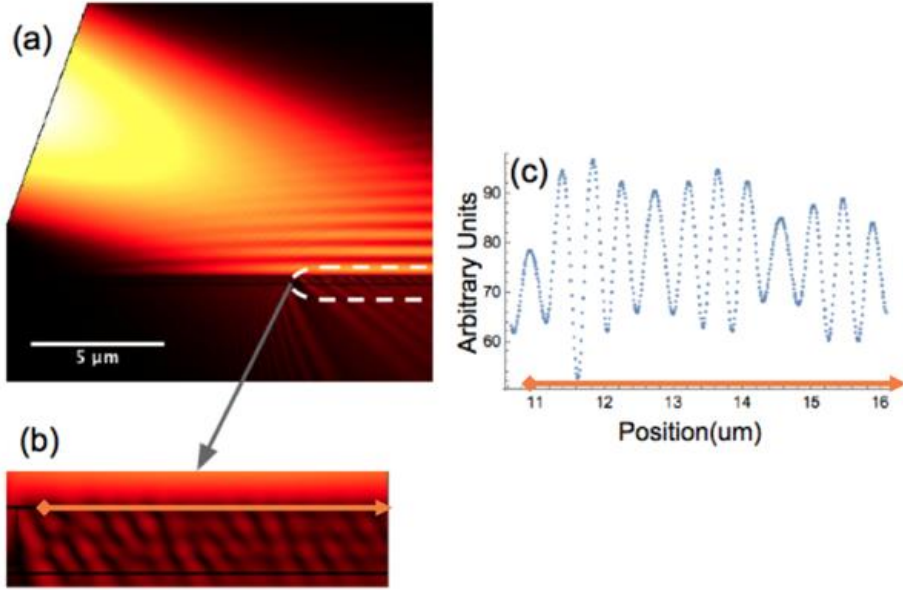 (a)
5 μm
(b)
(c)
Arbitrary Units
90
80
70
60
11 12 13 14 15 16
Position(um)